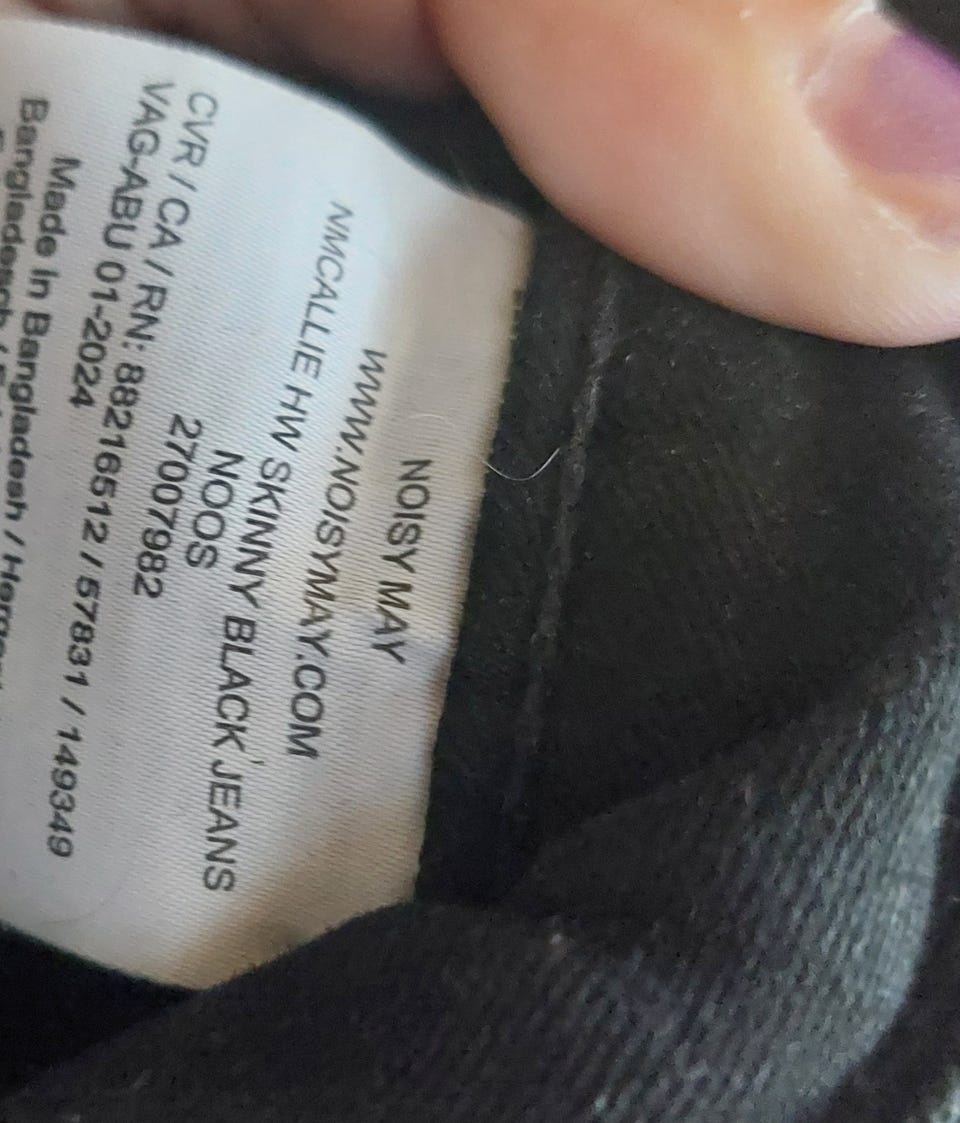 NOISY MAY
WWW.NOISYMAY.COM
NMCALLIE HW SKINNY BLACK JEANS
NOOS
27007982
CVR / CA / RN: 88216512 / 57831 / 149349
VAG-ABU 01-2024
Made In Bangladesh /
Bangladesch /